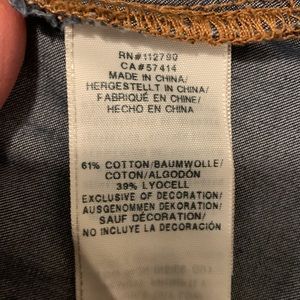 RN#112790
CA#57414
MADE IN CHINA/
HERGESTELLT IN CHINA/
FABRIQUÉ EN CHINE/
HECHO EN CHINA
61% COTTON/BAUMWOLLE/
COTON/ALGODÓN
39% LYOCELL
EXCLUSIVE OF DECORATION/
AUSGENOMMEN DEKORATION/
SAUF DÉCORATION/
NO INCLUYE LA DECORACIÓN